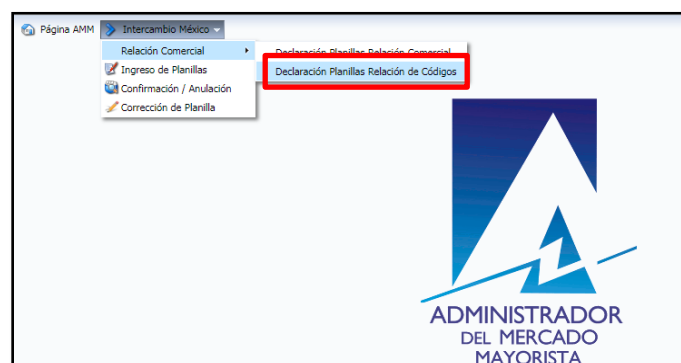 Página AMM Intercambio México
Relación Comercial Declaración Planillas Relación Comercial
Ingreso de Planillas Declaración Planillas Relación de Códigos
Confirmación / Anulación
Corrección de Planilla
ADMINISTRADOR
DEL MERCADO
MAYORISTA